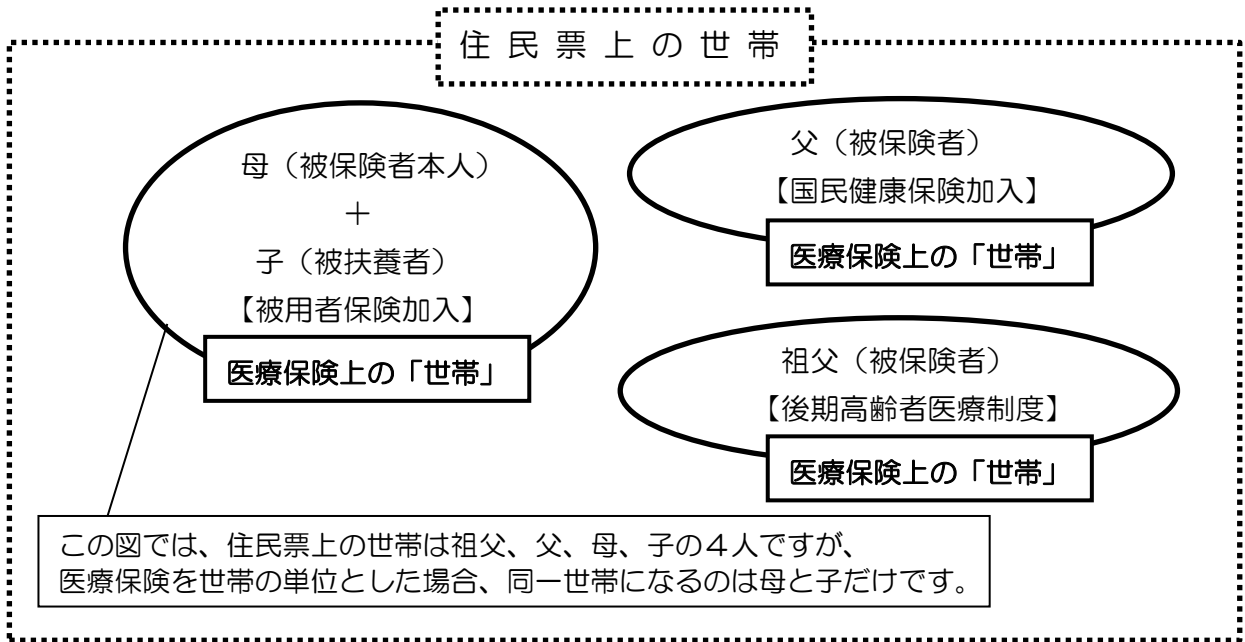 住民票上の世帯
母（被保険者本人）
＋
子（被扶養者）
【被用者保険加入】
医療保険上の「世帯」
父（被保険者）
【国民健康保険加入】
医療保険上の「世帯」
祖父（被保険者）
【後期高齢者医療制度】
医療保険上の「世帯」
この図では、住民票上の世帯は祖父、父、母、子の４人ですが、
医療保険を世帯の単位とした場合、同一世帯になるのは母と子だけです。